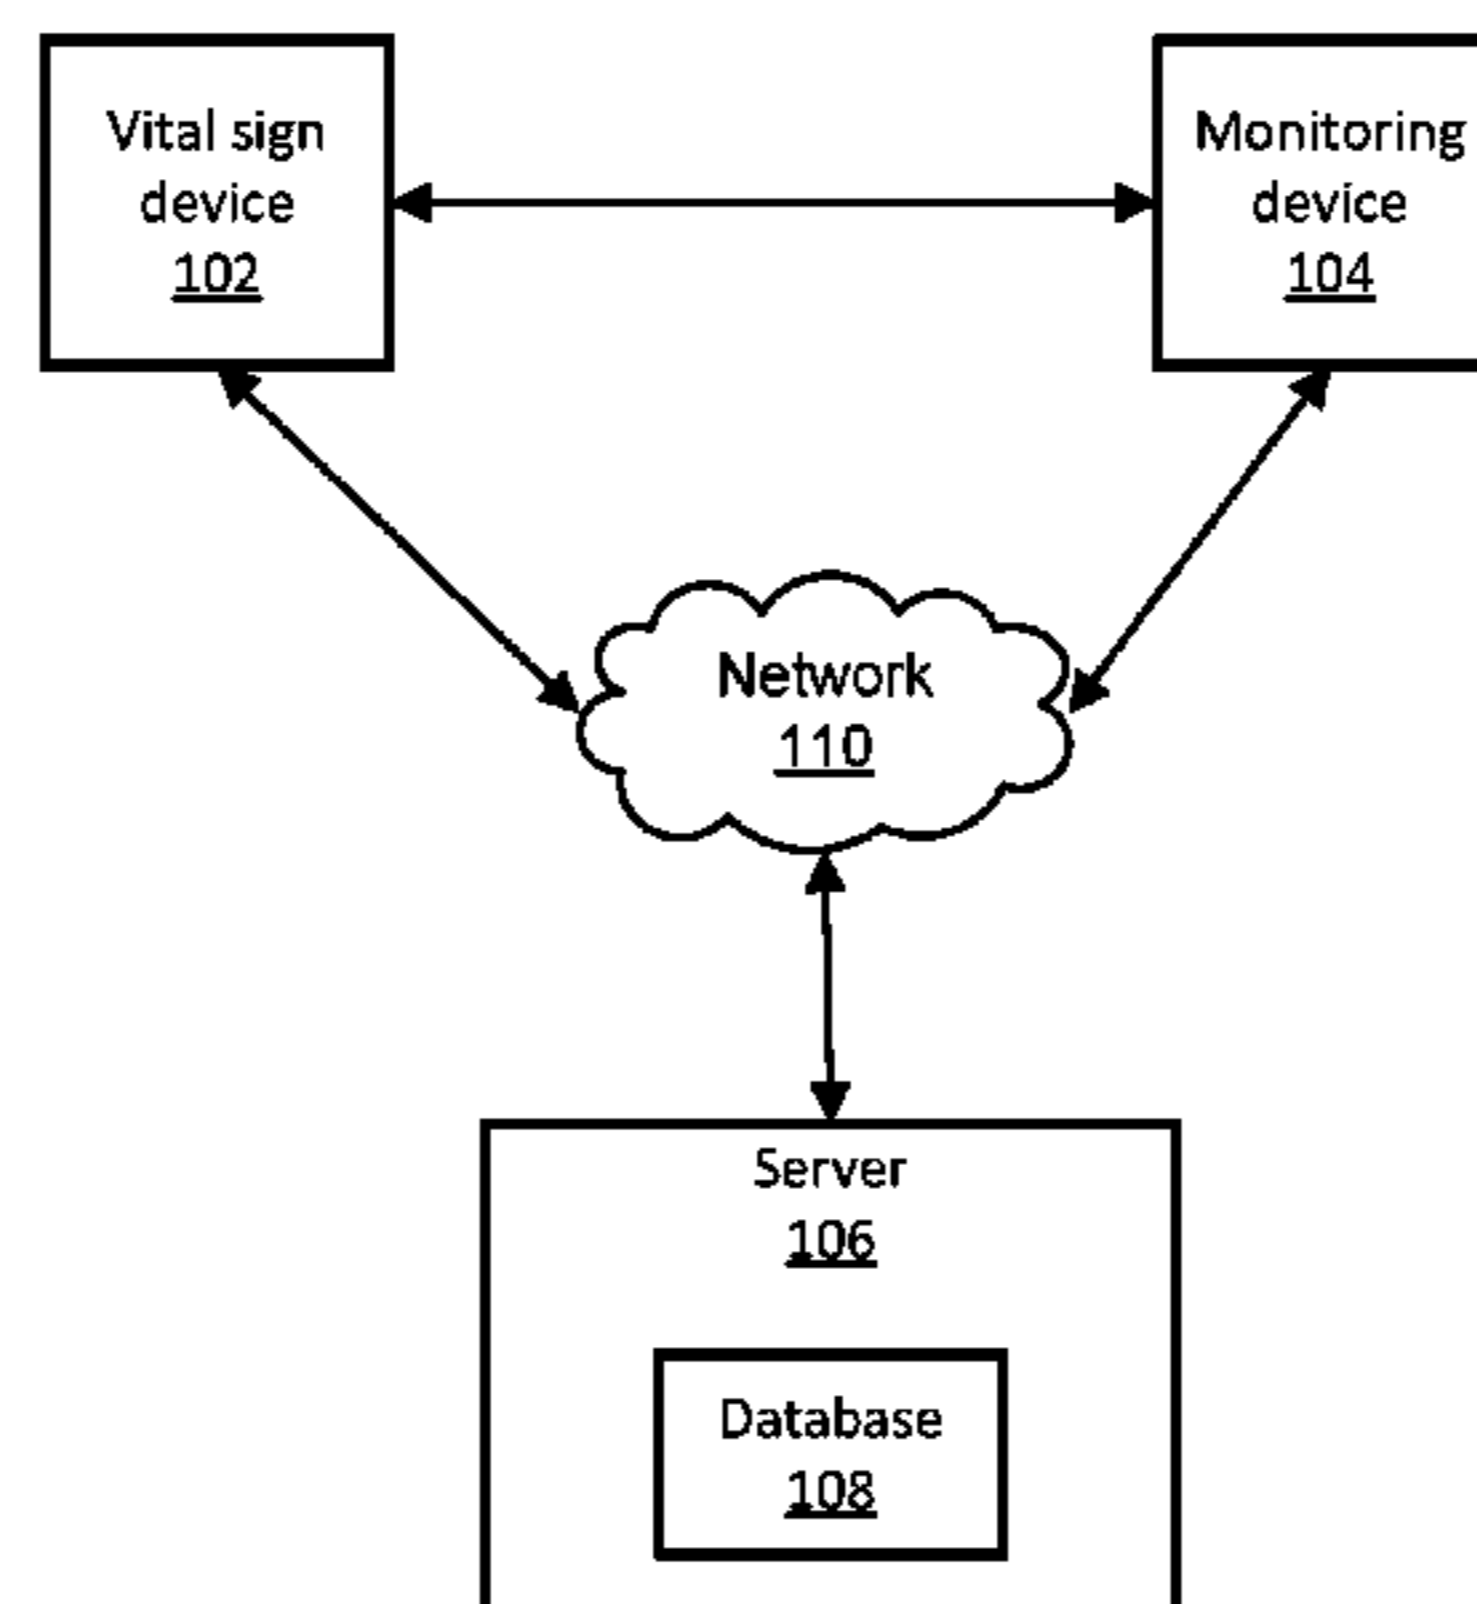 Vital sign
device
102
Monitoring
device
104
Network
110
Server
106
Database
108